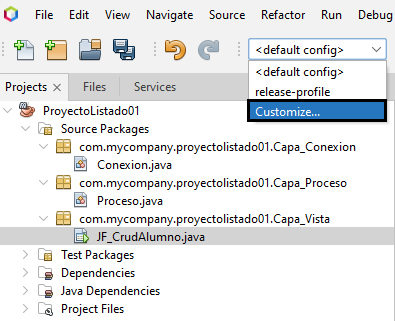 File Edit View Navigate Source Refactor Run Debug
<default config>
<default config>
release-profile
Customize...
Projects Files Services
ProyectoListado01
Source Packages
com.mycompany.proyectolistado01.Capa_Conexion
Conexion.java
com.mycompany.proyectolistado01.Capa_Proceso
Proceso.java
com.mycompany.proyectolistado01.Capa_Vista
JF_CrudAlumno.java
Test Packages
Dependencies
Java Dependencies
Project Files